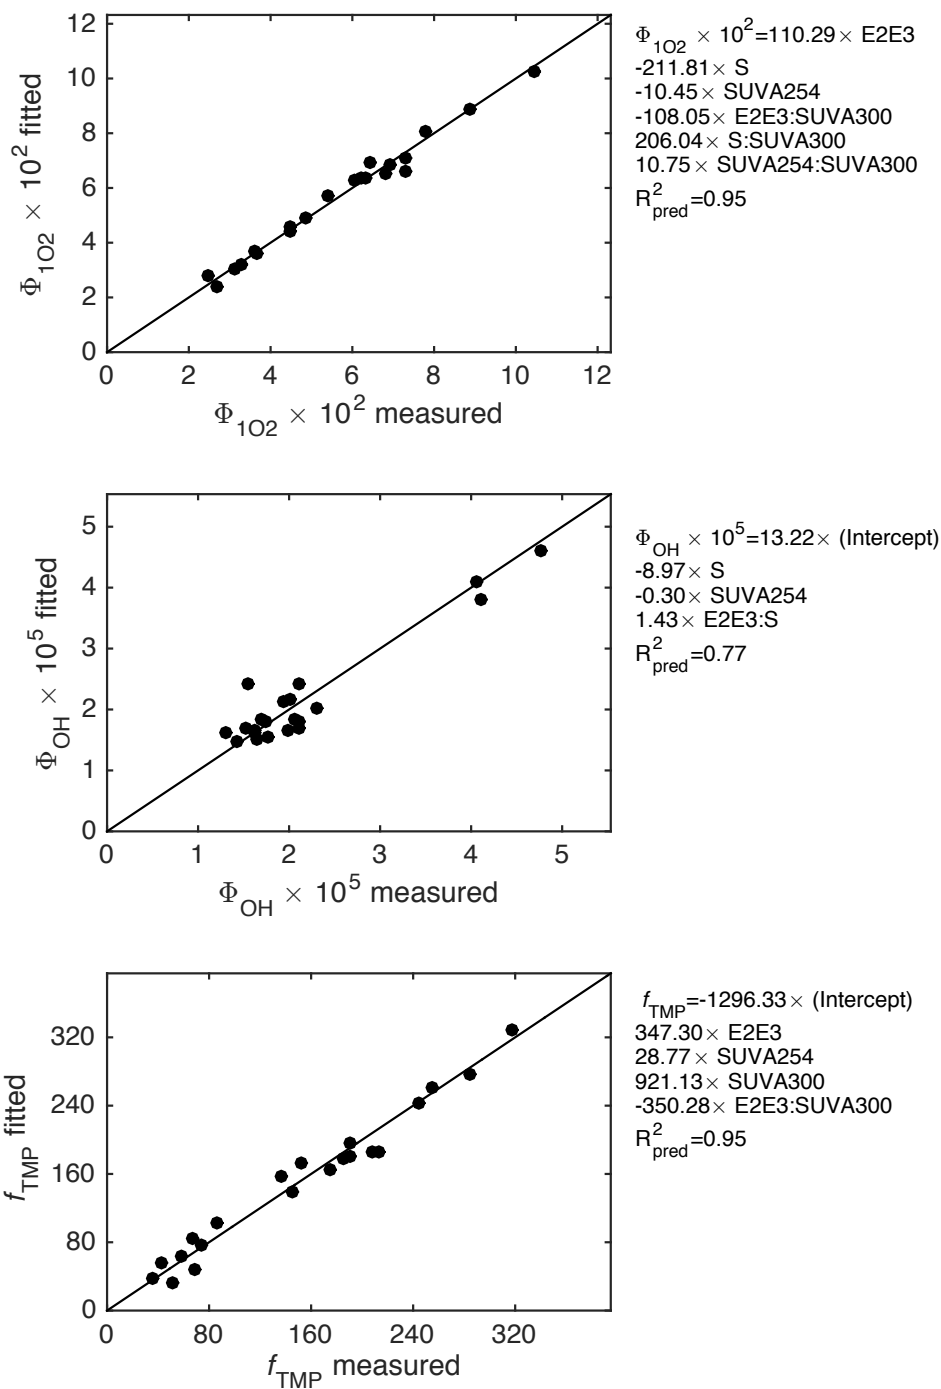 12
10
8
6
4
2
0
0 2 4 6 8 10 12
Φ1O2 × 10² fitted
Φ1O2 × 10² measured
Φ1O2 × 10²=110.29× E2E3
-211.81× S
-10.45× SUVA254
-108.05× E2E3:SUVA300
206.04× S:SUVA300
10.75× SUVA254:SUVA300
R²pred=0.95
5
4
3
2
1
0
0 1 2 3 4 5
ΦOH × 10⁵ fitted
ΦOH × 10⁵ measured
ΦOH × 10⁵=13.22× (Intercept)
-8.97× S
-0.30× SUVA254
1.43× E2E3:S
R²pred=0.77
320
240
160
80
0
0 80 160 240 320
fTMP fitted
fTMP measured
fTMP=-1296.33× (Intercept)
347.30× E2E3
28.77× SUVA254
921.13× SUVA300
-350.28× E2E3:SUVA300
R²pred=0.95